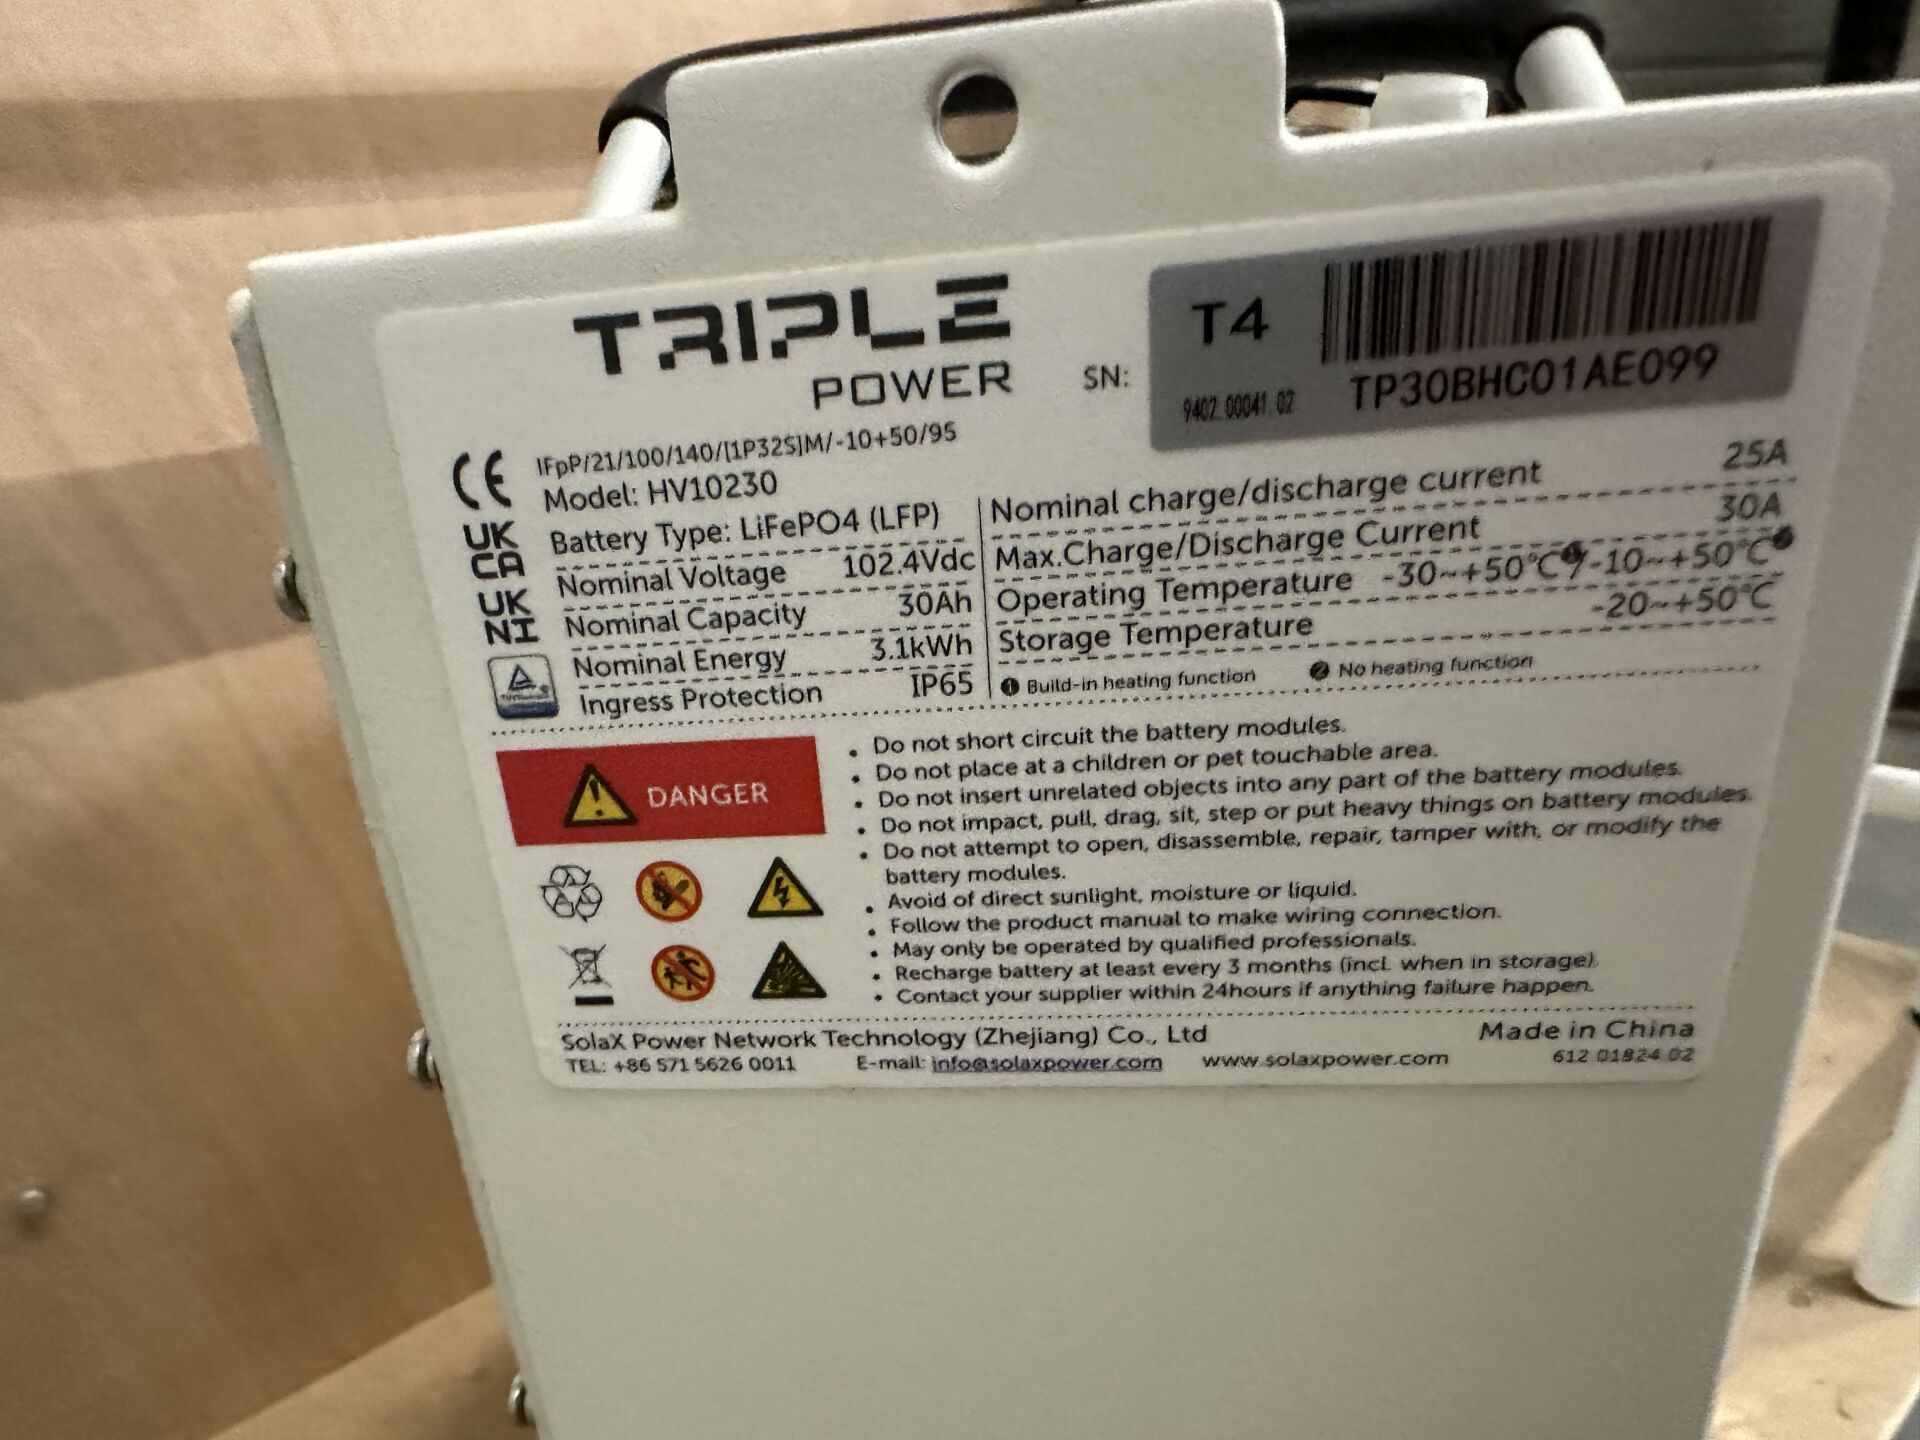 TRIPLE
POWER
SN:
T4
9402.00041.02
TP30BHC01AE099
CE
UK
CA
UK
NI
IFpP/21/100/140/[1P32S]M/-10+50/95
Model: HV10230
Battery Type: LiFePO4 (LFP)
Nominal Voltage 102.4Vdc
Nominal Capacity 30Ah
Nominal Energy 3.1kWh
Ingress Protection IP65
Nominal charge/discharge current 25A
Max.Charge/Discharge Current 30A
Operating Temperature -30~+50℃❶/-10~+50℃❷
Storage Temperature -20~+50℃
❶ Build-in heating function ❷ No heating function
DANGER
• Do not short circuit the battery modules.
• Do not place at a children or pet touchable area.
• Do not insert unrelated objects into any part of the battery modules.
• Do not impact, pull, drag, sit, step or put heavy things on battery modules.
• Do not attempt to open, disassemble, repair, tamper with, or modify the
battery modules.
• Avoid of direct sunlight, moisture or liquid.
• Follow the product manual to make wiring connection.
• May only be operated by qualified professionals.
• Recharge battery at least every 3 months (incl. when in storage).
• Contact your supplier within 24hours if anything failure happen.
SolaX Power Network Technology (Zhejiang) Co., Ltd
Made in China
TEL: +86 571 5626 0011 E-mail: info@solaxpower.com www.solaxpower.com
612 01824 02